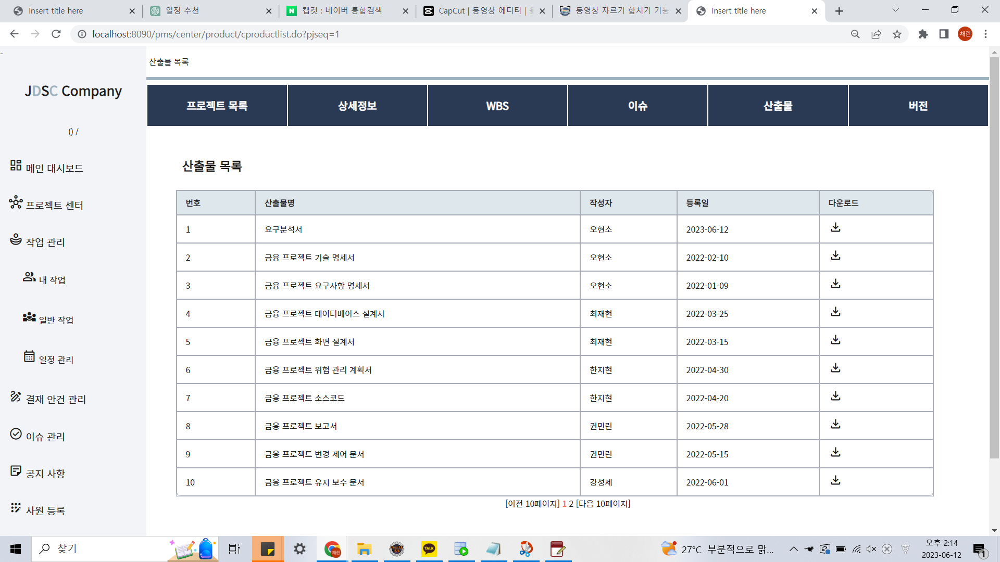 Insert title here
일정 추천
캡컷 : 네이버 통합검색
CapCut | 동영상 에디터 |
동영상 자르기 합치기 기능
Insert title here
localhost:8090/pms/center/product/cproductlist.do?pjseq=1
채린
-
산출물 목록
JDSC Company
() /
메인 대시보드
프로젝트 센터
작업 관리
내 작업
일반 작업
일정 관리
결재 안건 관리
이슈 관리
공지 사항
사원 등록
프로젝트 목록 상세정보 WBS 이슈 산출물 버전
산출물 목록
번호 산출물명 작성자 등록일 다운로드
1 요구분석서 오현소 2023-06-12
2 금융 프로젝트 기술 명세서 오현소 2022-02-10
3 금융 프로젝트 요구사항 명세서 오현소 2022-01-09
4 금융 프로젝트 데이터베이스 설계서 최재현 2022-03-25
5 금융 프로젝트 화면 설계서 최재현 2022-03-15
6 금융 프로젝트 위험 관리 계획서 한지현 2022-04-30
7 금융 프로젝트 소스코드 한지현 2022-04-20
8 금융 프로젝트 보고서 권민린 2022-05-28
9 금융 프로젝트 변경 제어 문서 권민린 2022-05-15
10 금융 프로젝트 유지 보수 문서 강성제 2022-06-01
[이전 10페이지] 1 2 [다음 10페이지]
찾기
채린
TALK
27°C 부분적으로 맑...
오후 2:14
2023-06-12
1